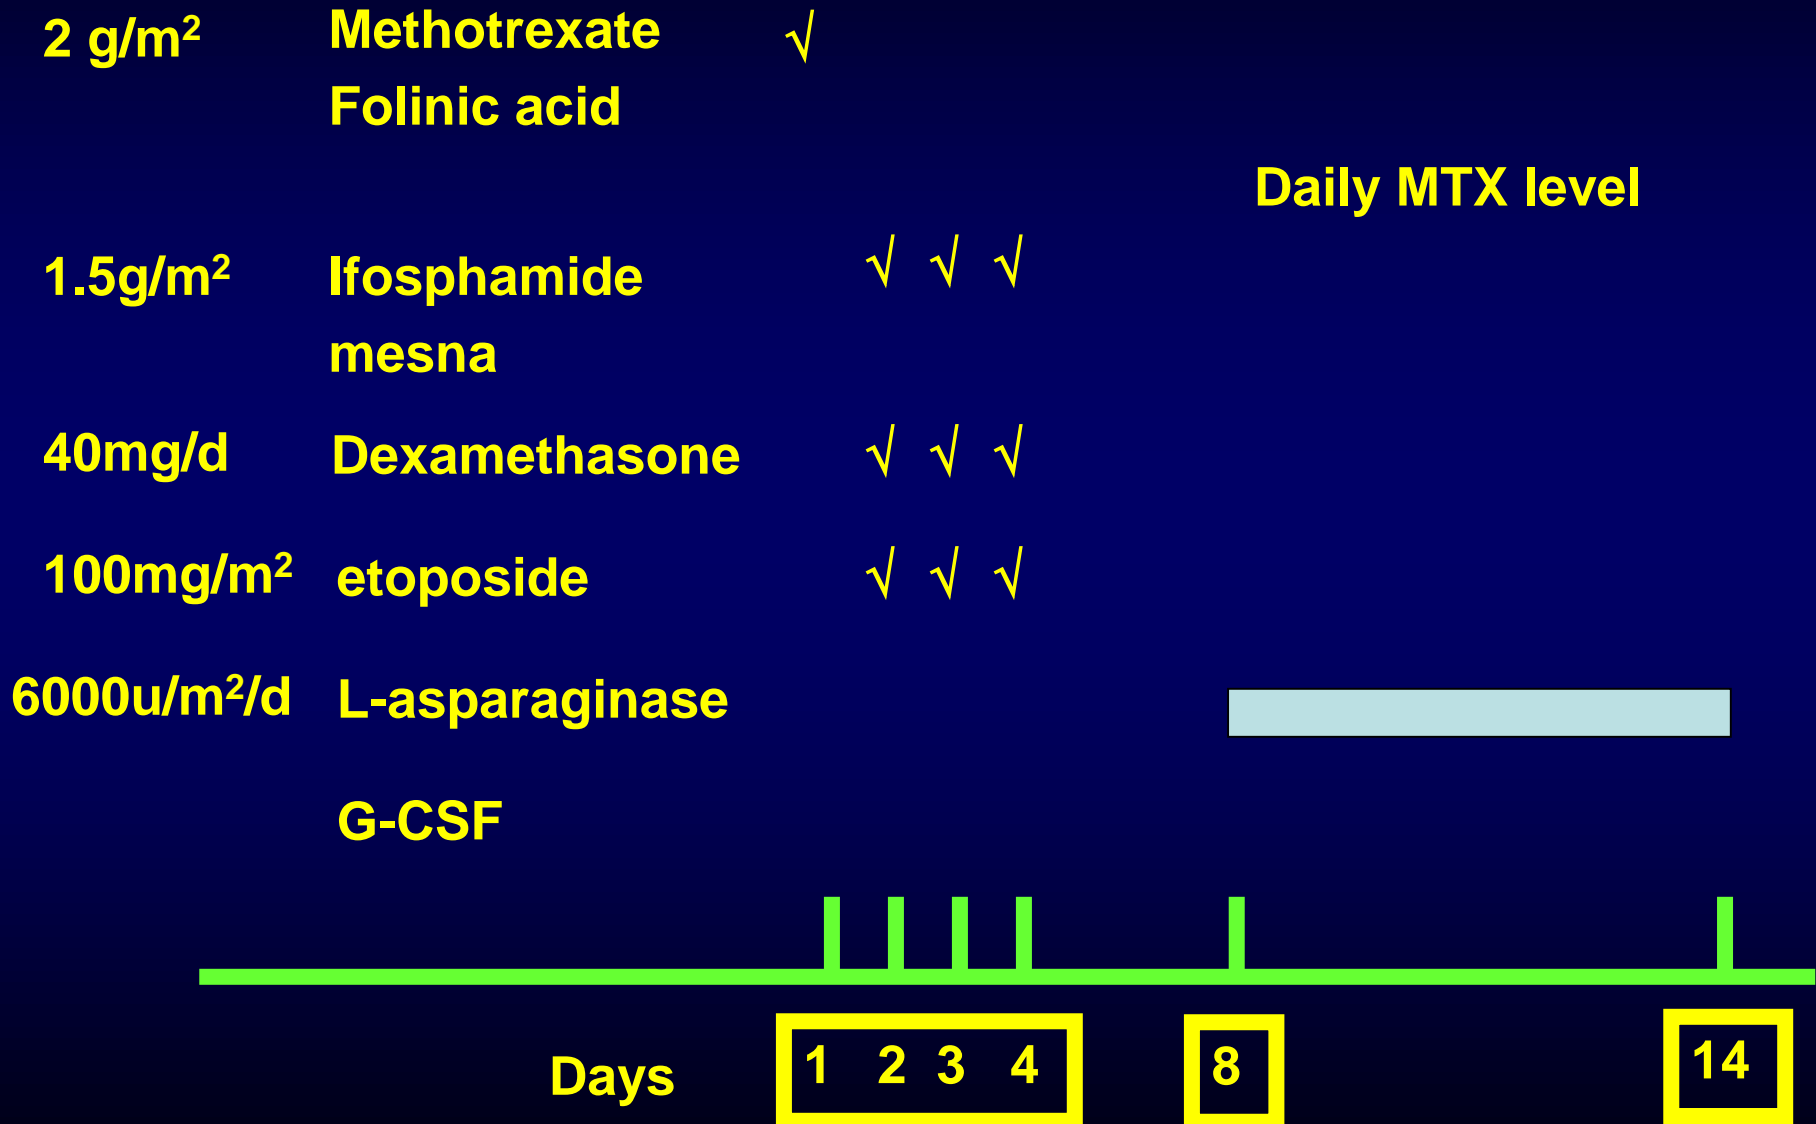 2 g/m² Methotrexate √
Folinic acid
Daily MTX level
1.5g/m² Ifosphamide √ √ √
mesna
40mg/d Dexamethasone √ √ √
100mg/m² etoposide √ √ √
6000u/m²/d L-asparaginase
G-CSF
Days 1 2 3 4 8 14